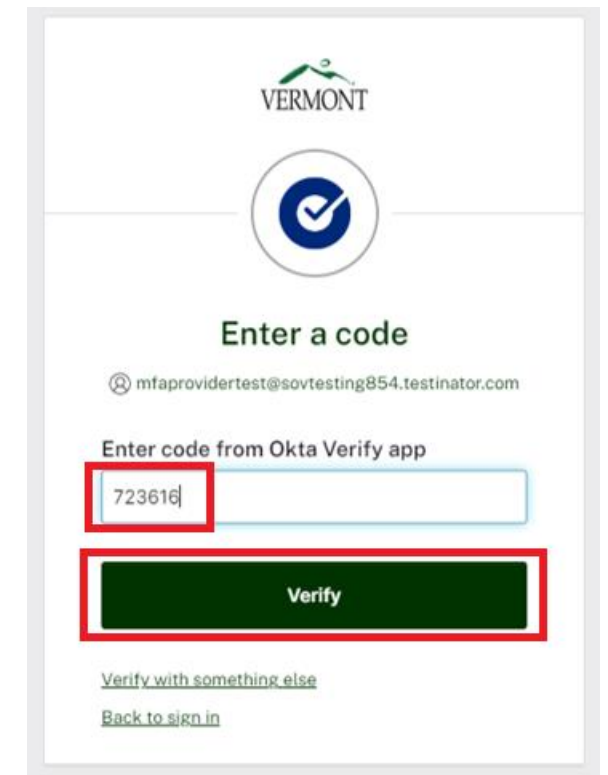 VERMONT
Enter a code
mfaprovidertest@sovtesting854.testinator.com
Enter code from Okta Verify app
723616
Verify
Verify with something else
Back to sign in